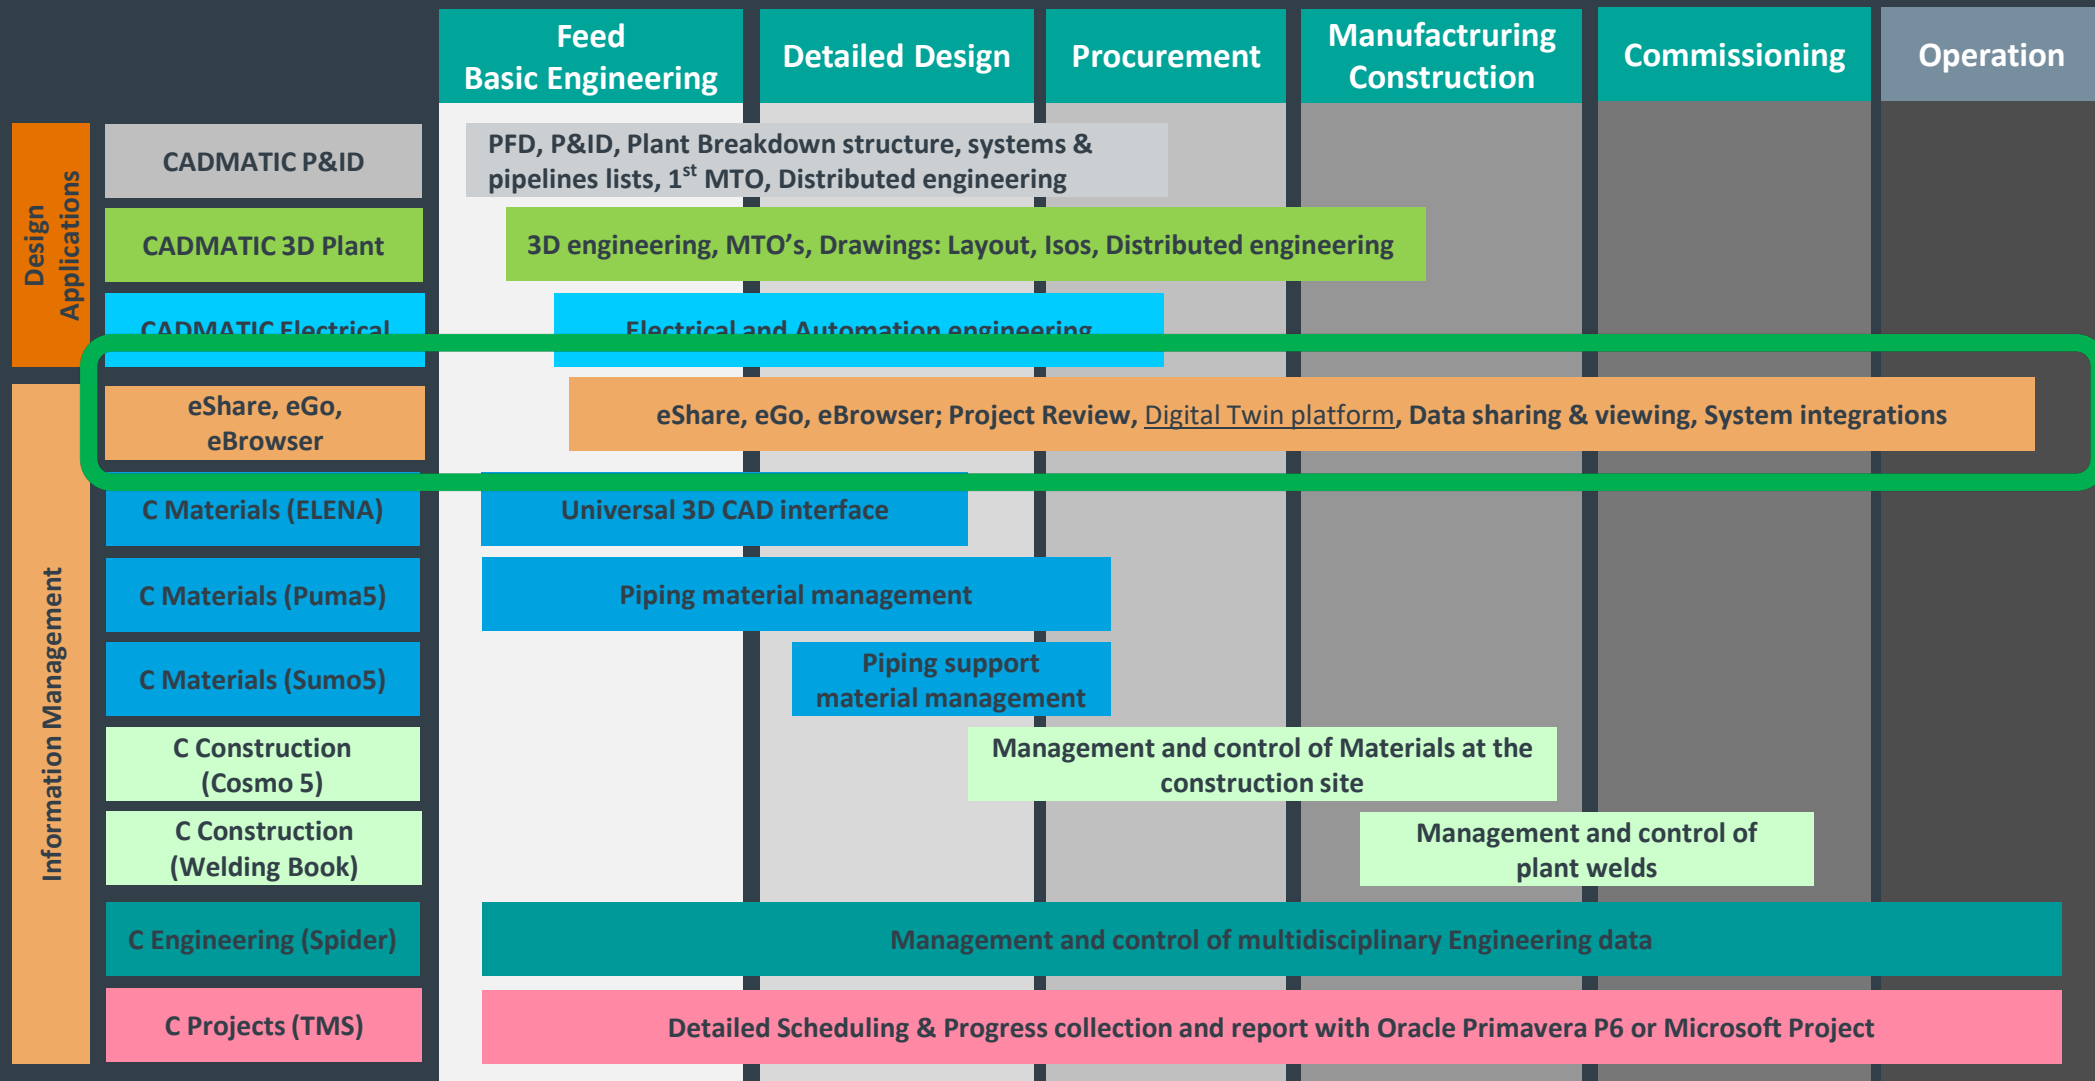 Feed
Basic Engineering
Detailed Design
Procurement
Manufactruring
Construction
Commissioning
Operation
Design
Applications
CADMATIC P&ID
PFD, P&ID, Plant Breakdown structure, systems &
pipelines lists, 1st MTO, Distributed engineering
CADMATIC 3D Plant
3D engineering, MTO’s, Drawings: Layout, Isos, Distributed engineering
CADMATIC Electrical
Electrical and Automation engineering
Information Management
eShare, eGo,
eBrowser
eShare, eGo, eBrowser; Project Review, Digital Twin platform, Data sharing & viewing, System integrations
C Materials (ELENA)
Universal 3D CAD interface
C Materials (Puma5)
Piping material management
C Materials (Sumo5)
Piping support
material management
C Construction
(Cosmo 5)
Management and control of Materials at the
construction site
C Construction
(Welding Book)
Management and control of
plant welds
C Engineering (Spider)
Management and control of multidisciplinary Engineering data
C Projects (TMS)
Detailed Scheduling & Progress collection and report with Oracle Primavera P6 or Microsoft Project